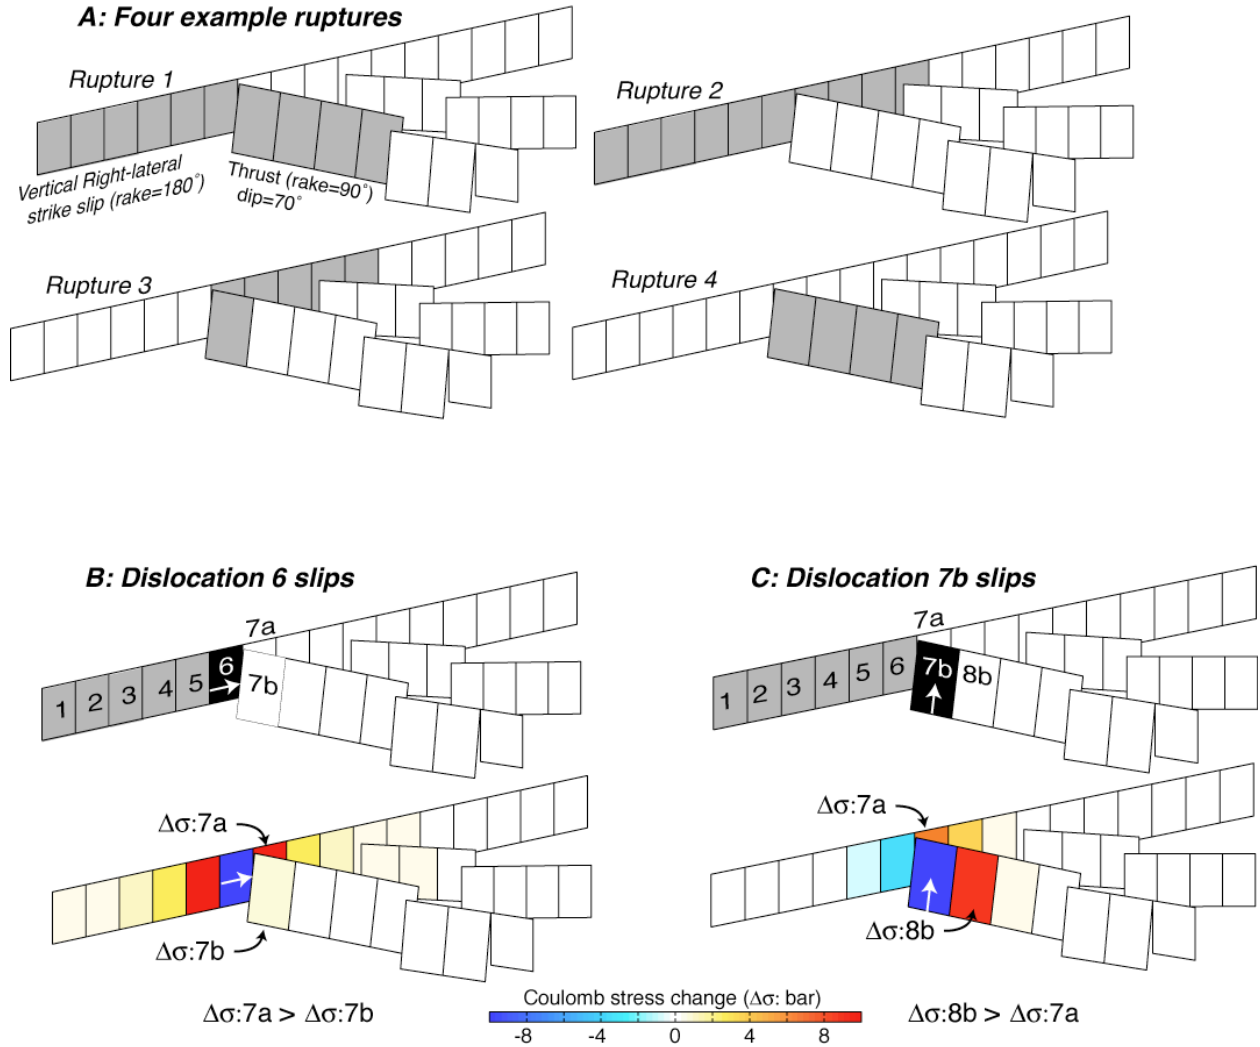 A: Four example ruptures
Rupture 1
Rupture 2
Vertical Right-lateral
strike slip (rake=180˚)
Thrust (rake=90˚)
dip=70˚
Rupture 3
Rupture 4
B: Dislocation 6 slips
C: Dislocation 7b slips
7a
1 2 3 4 5 6 7b
7a
1 2 3 4 5 6 7b 8b
Δσ:7a
Δσ:7b
Δσ:7a
Δσ:8b
Δσ:7a > Δσ:7b
Coulomb stress change (Δσ: bar)
-8 -4 0 4 8
Δσ:8b > Δσ:7a